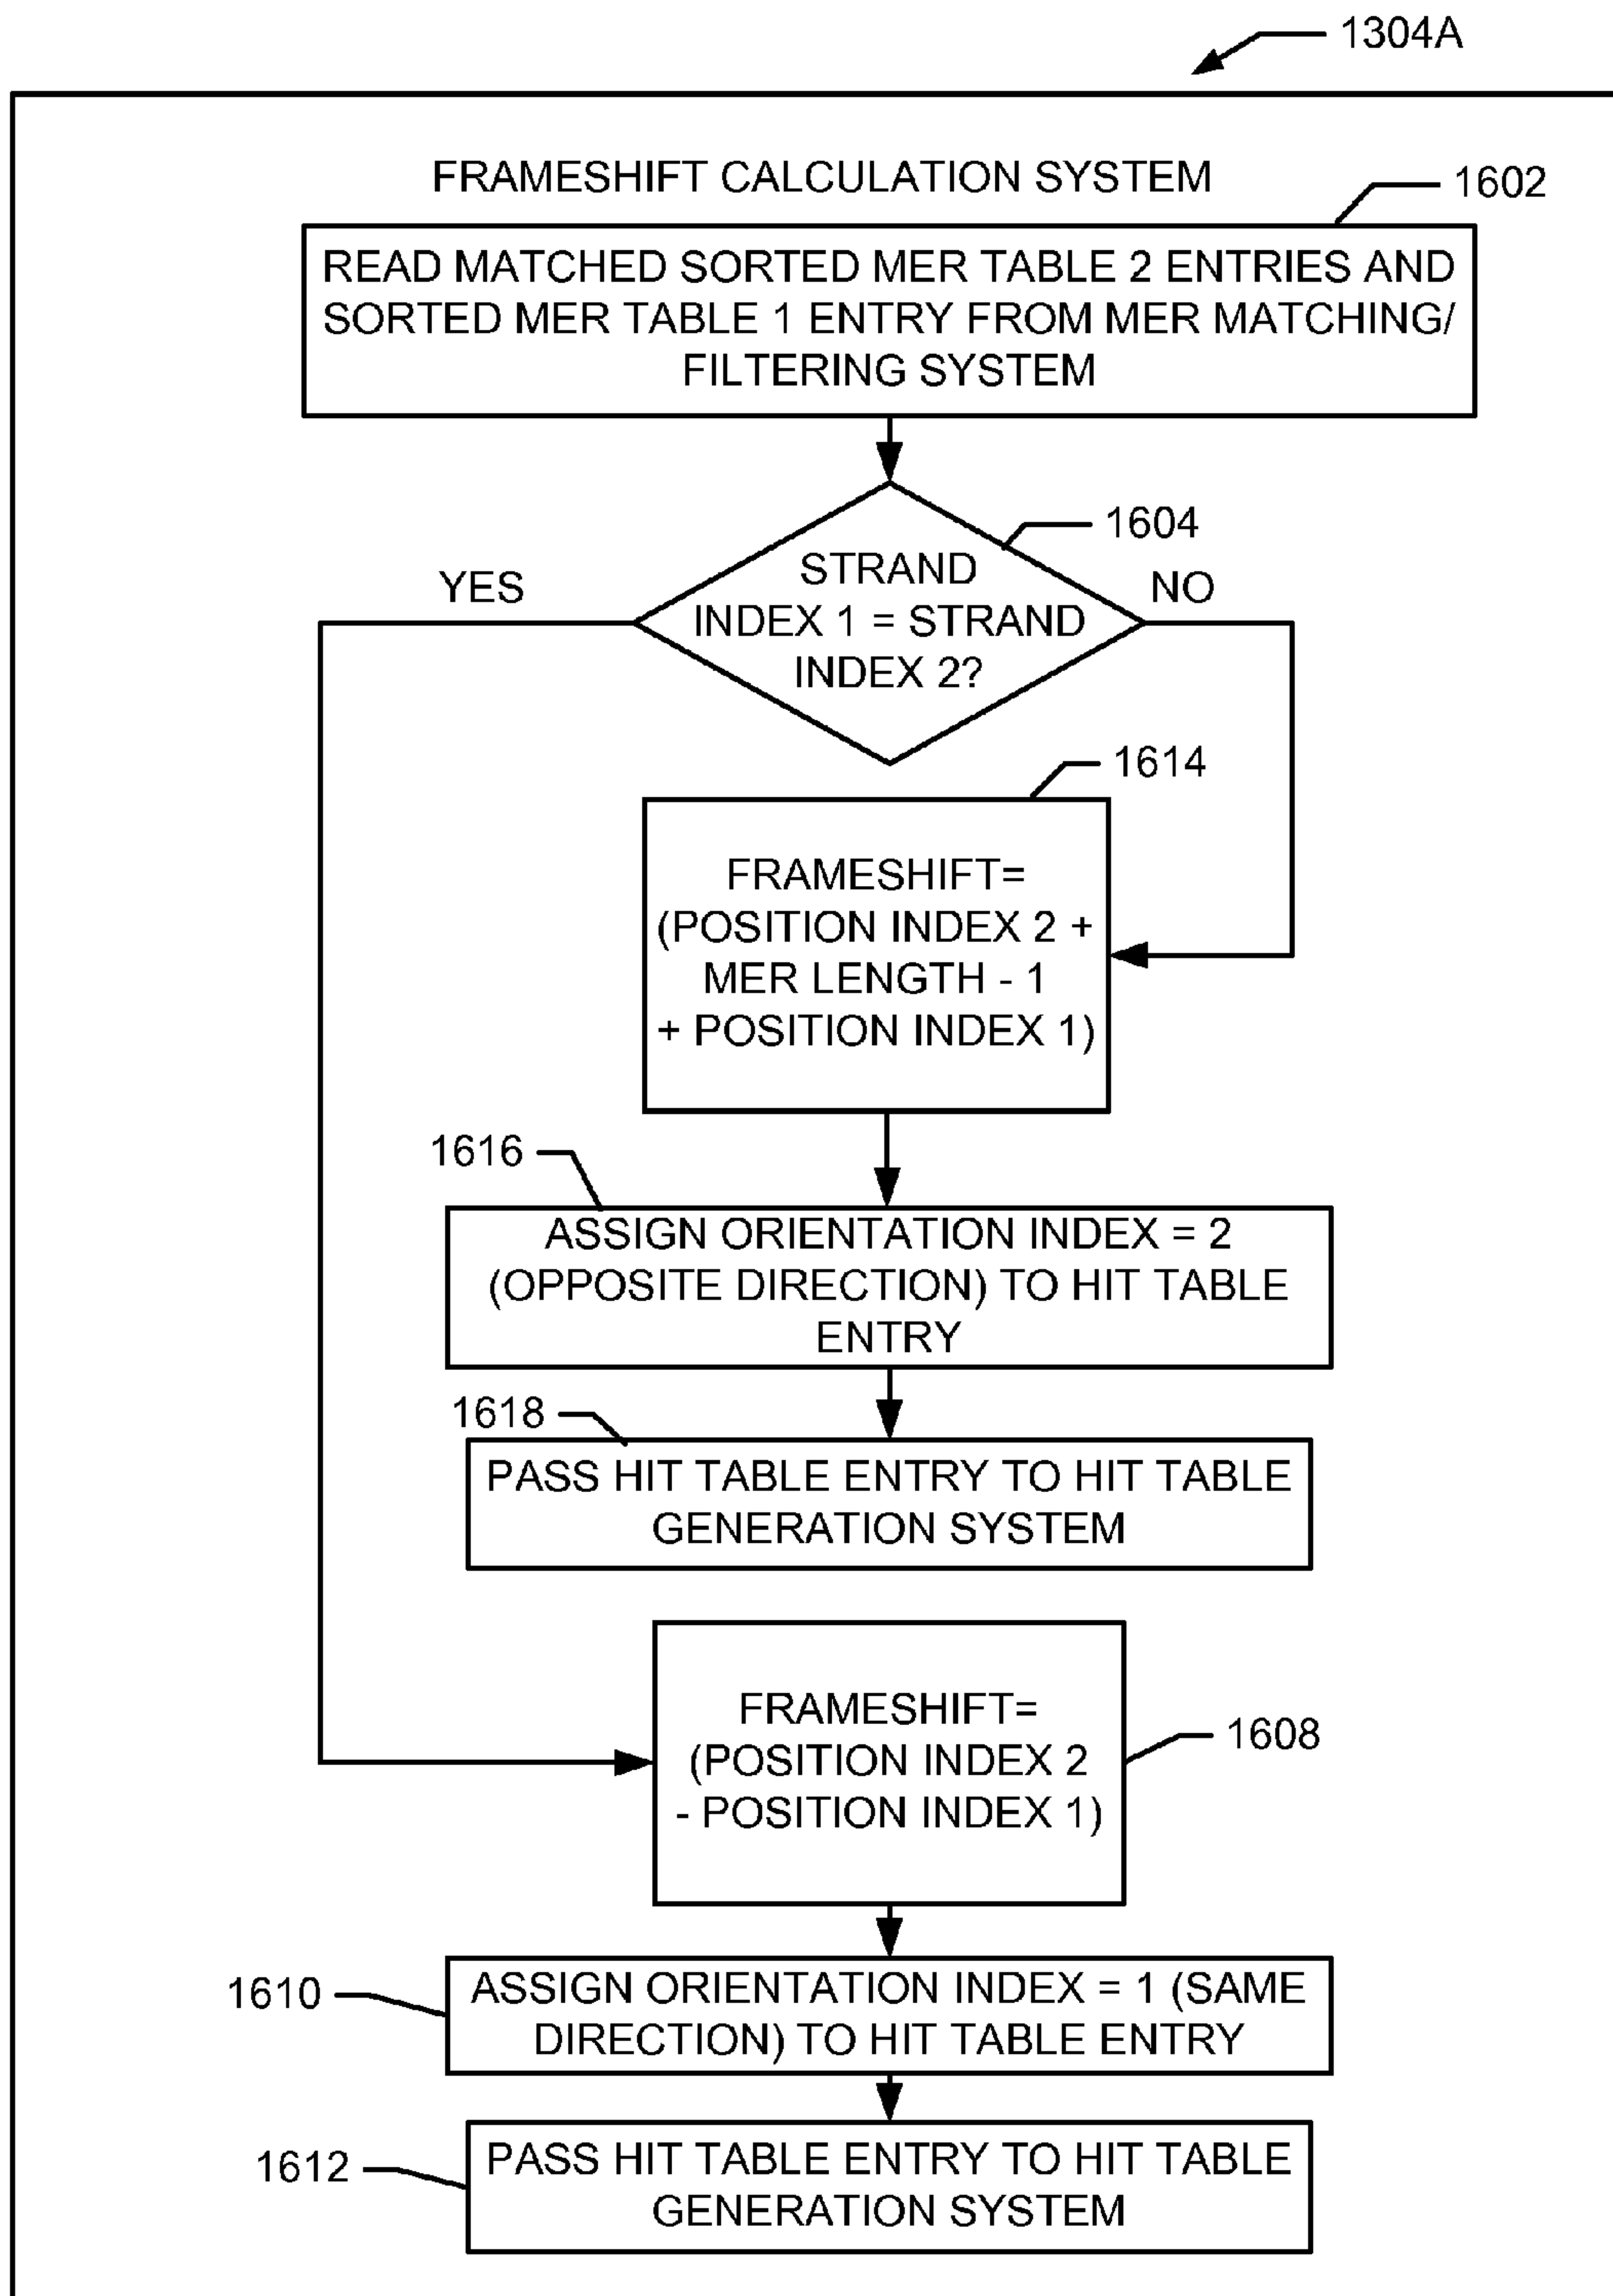 1304A
FRAMESHIFT CALCULATION SYSTEM
1602
READ MATCHED SORTED MER TABLE 2 ENTRIES AND
SORTED MER TABLE 1 ENTRY FROM MER MATCHING/
FILTERING SYSTEM
1604
YES
NO
STRAND
INDEX 1 = STRAND
INDEX 2?
1614
FRAMESHIFT=
(POSITION INDEX 2 +
MER LENGTH - 1
+ POSITION INDEX 1)
1616
ASSIGN ORIENTATION INDEX = 2
(OPPOSITE DIRECTION) TO HIT TABLE
ENTRY
1618
PASS HIT TABLE ENTRY TO HIT TABLE
GENERATION SYSTEM
FRAMESHIFT=
(POSITION INDEX 2
- POSITION INDEX 1)
1608
1610
ASSIGN ORIENTATION INDEX = 1 (SAME
DIRECTION) TO HIT TABLE ENTRY
1612
PASS HIT TABLE ENTRY TO HIT TABLE
GENERATION SYSTEM